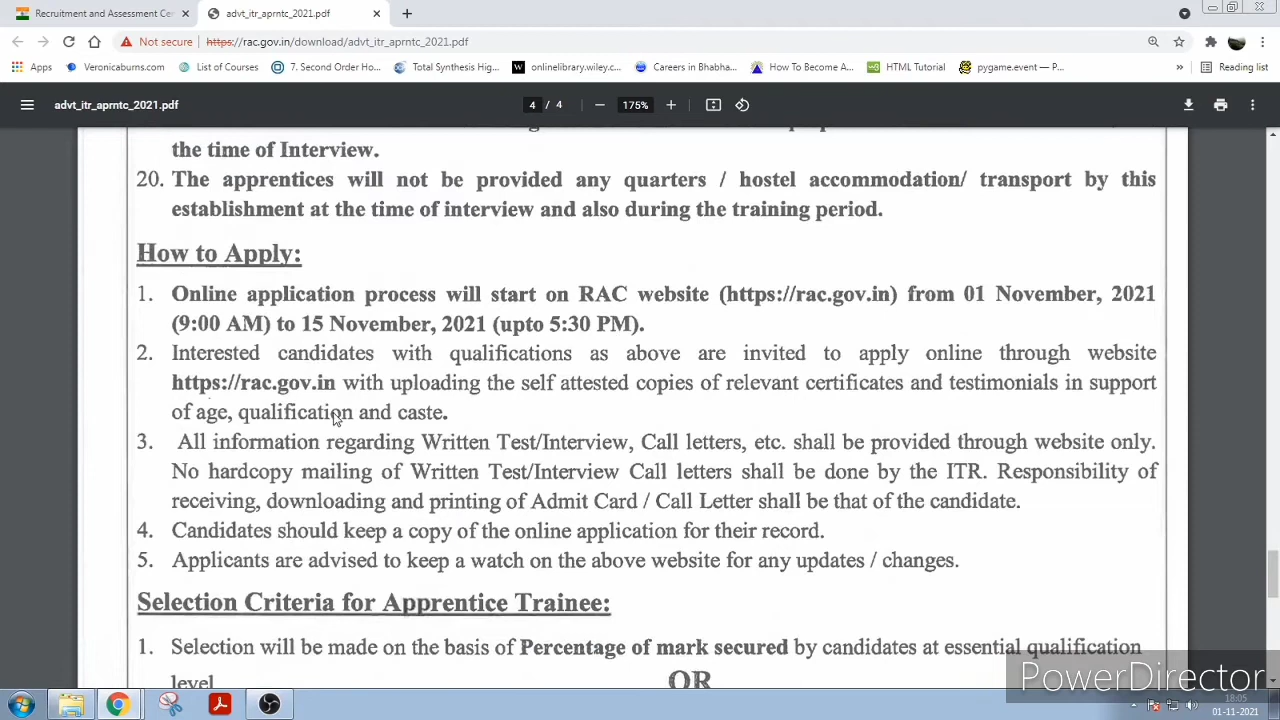 Recruitment and Assessment Ce
advt_itr_aprntc_2021.pdf
Not secure
https://rac.gov.in/download/advt_itr_aprntc_2021.pdf
Apps
Veronicaburns.com
List of Courses
7. Second Order Ho...
Total Synthesis Hig...
onlinelibrary.wiley.c...
Careers in Bhabha...
How To Become A...
HTML Tutorial
pygame.event — P...
»
Reading list
advt_itr_aprntc_2021.pdf
4 / 4
175%
the time of Interview.
20. The apprentices will not be provided any quarters / hostel accommodation/ transport by this
establishment at the time of interview and also during the training period.
How to Apply:
1. Online application process will start on RAC website (https://rac.gov.in) from 01 November, 2021
(9:00 AM) to 15 November, 2021 (upto 5:30 PM).
2. Interested candidates with qualifications as above are invited to apply online through website
https://rac.gov.in with uploading the self attested copies of relevant certificates and testimonials in support
of age, qualification and caste.
3. All information regarding Written Test/Interview, Call letters, etc. shall be provided through website only.
No hardcopy mailing of Written Test/Interview Call letters shall be done by the ITR. Responsibility of
receiving, downloading and printing of Admit Card / Call Letter shall be that of the candidate.
4. Candidates should keep a copy of the online application for their record.
5. Applicants are advised to keep a watch on the above website for any updates / changes.
Selection Criteria for Apprentice Trainee:
1. Selection will be made on the basis of Percentage of mark secured by candidates at essential qualification
level
OR
PowerDirector
18:05
01-11-2021